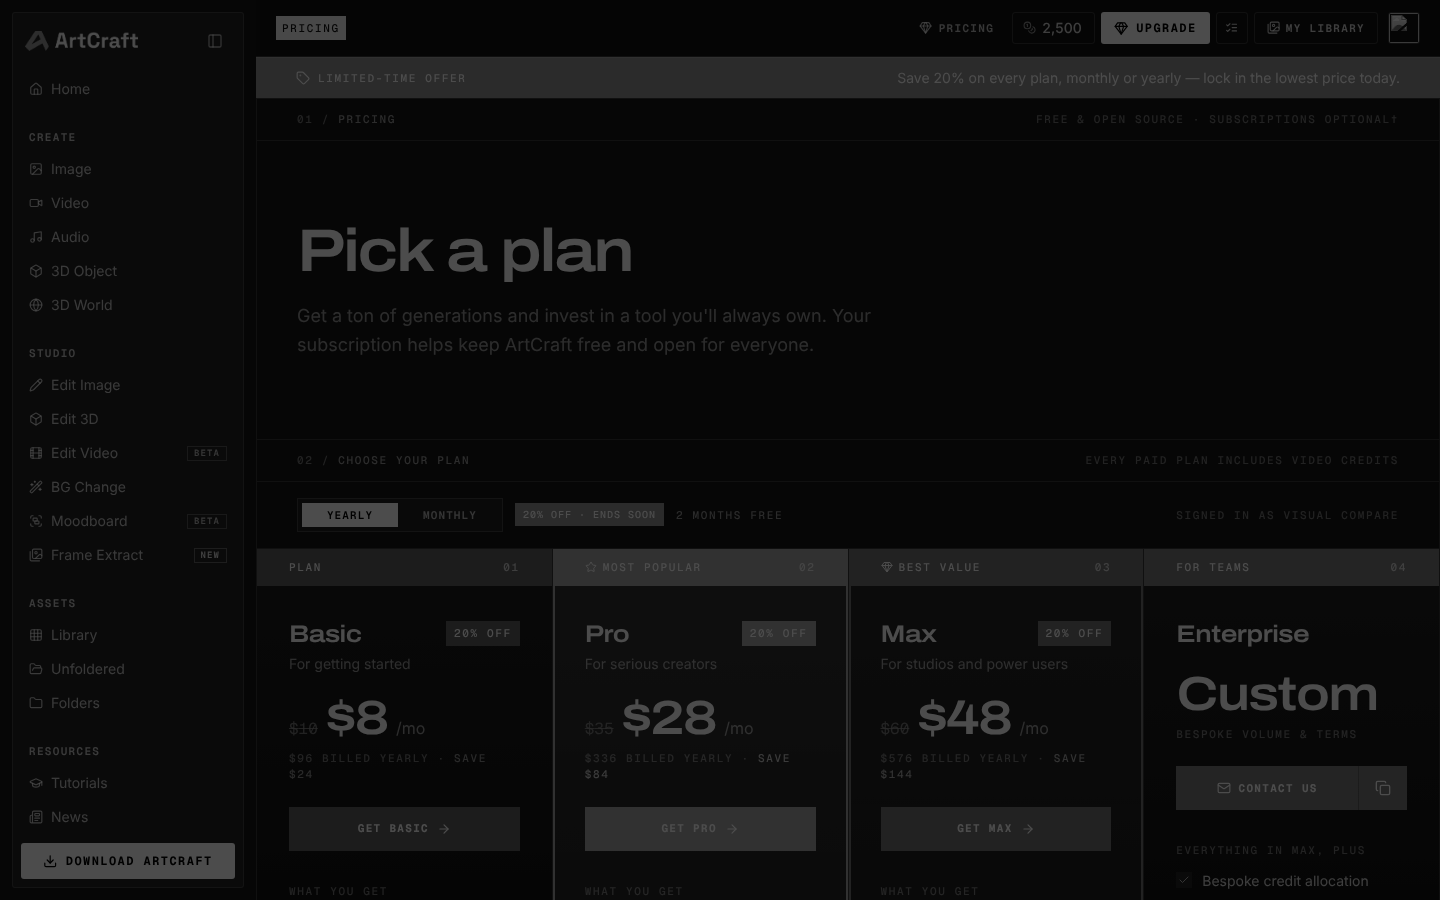 ArtCraft
Home
CREATE
Image
Video
Audio
3D Object
3D World
STUDIO
Edit Image
Edit 3D
Edit Video BETA
BG Change
Moodboard BETA
Frame Extract NEW
ASSETS
Library
Unfoldered
Folders
RESOURCES
Tutorials
News
DOWNLOAD ARTCRAFT
PRICING
PRICING
2,500
UPGRADE
MY LIBRARY
LIMITED-TIME OFFER
Save 20% on every plan, monthly or yearly — lock in the lowest price today.
01 / PRICING
FREE & OPEN SOURCE · SUBSCRIPTIONS OPTIONAL†
Pick a plan
Get a ton of generations and invest in a tool you'll always own. Your
subscription helps keep ArtCraft free and open for everyone.
02 / CHOOSE YOUR PLAN
EVERY PAID PLAN INCLUDES VIDEO CREDITS
YEARLY
MONTHLY
20% OFF · ENDS SOON
2 MONTHS FREE
SIGNED IN AS VISUAL COMPARE
PLAN 01
Basic 20% OFF
For getting started
$10 $8 /mo
$96 BILLED YEARLY · SAVE
$24
GET BASIC
WHAT YOU GET
MOST POPULAR 02
Pro 20% OFF
For serious creators
$35 $28 /mo
$336 BILLED YEARLY · SAVE
$84
GET PRO
WHAT YOU GET
BEST VALUE 03
Max 20% OFF
For studios and power users
$60 $48 /mo
$576 BILLED YEARLY · SAVE
$144
GET MAX
WHAT YOU GET
FOR TEAMS 04
Enterprise
Custom
BESPOKE VOLUME & TERMS
CONTACT US
EVERYTHING IN MAX, PLUS
Bespoke credit allocation